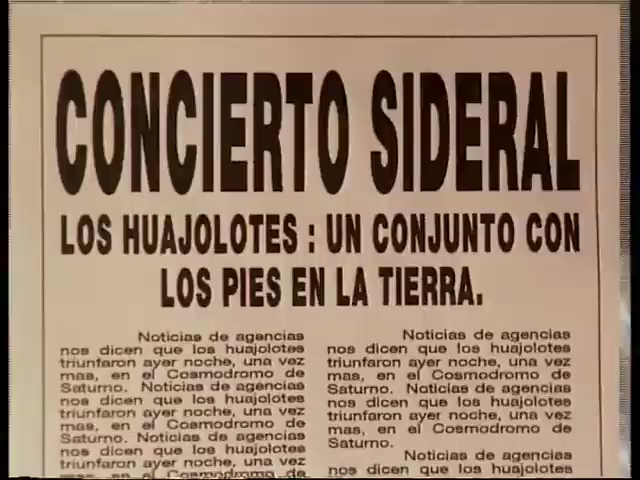 CONCIERTO SIDERAL
LOS HUAJOLOTES : UN CONJUNTO CON
LOS PIES EN LA TIERRA.
Noticias de agencias
nos dicen que los huajolotes
triunfaron ayer noche, una vez
mas, en el Cosmodromo de
Saturno. Noticias de agencias
nos dicen que los huajolotes
triunfaron ayer noche, una vez
mas, en el Cosmodromo de
Saturno. Noticias de agencias
nos dicen que los huajolotes
triunfaron ayer noche, una vez
mas, en el Cosmodromo de
Noticias de agencias
nos dicen que los huajolotes
triunfaron ayer noche, una vez
mas, en el Cosmodromo de
Saturno. Noticias de agencias
nos dicen que los huajolotes
triunfaron ayer noche, una vez
mas, en el Cosmodromo de
Saturno.
Noticias de agencias
nos dicen que los huajolotes